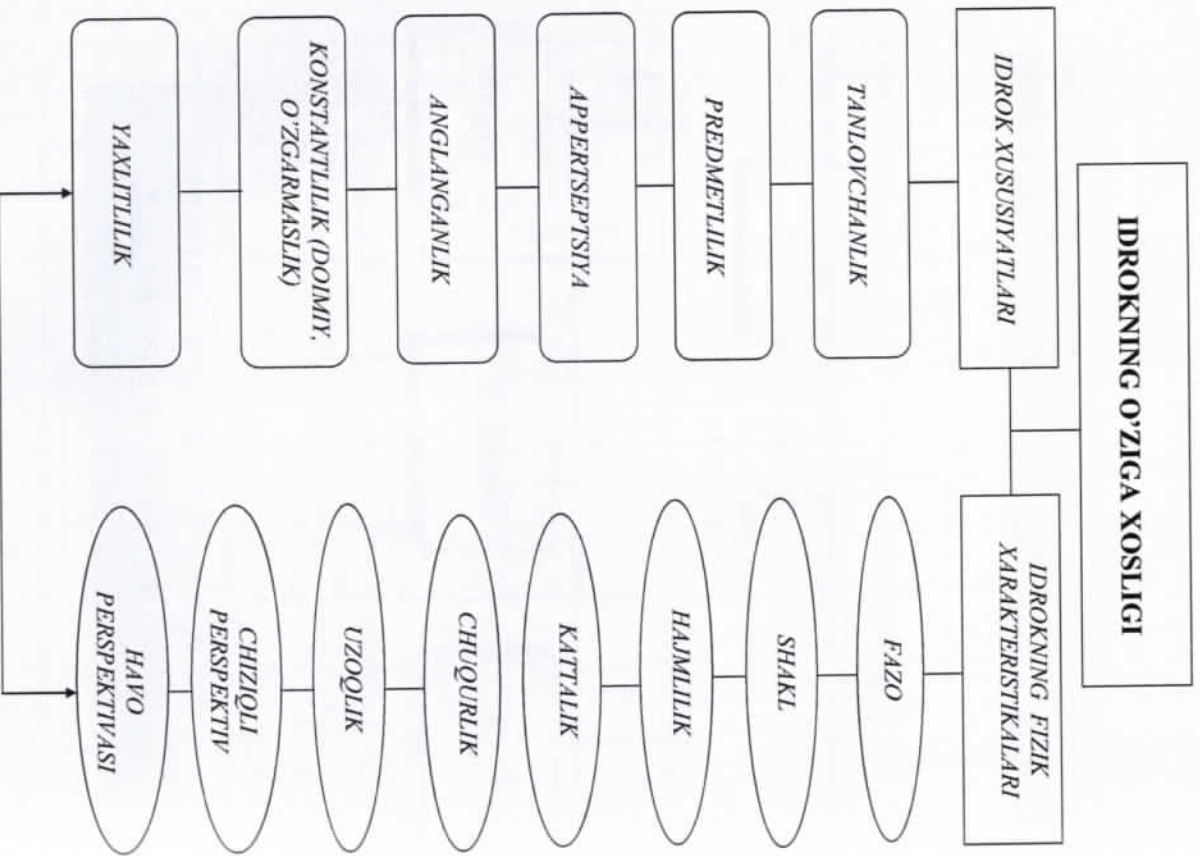 IDROKNING O'ZIGA XOSLIGI
IDROK XUSUSIYATLARI
TANLOVCHANLIK
PREDMETLILIK
APPERTSEPTSIYA
ANGLANGANLIK
KONSTANTLILIK (DOIMIY,
O'ZGARMASLIK)
YAXLITLILIK
IDROKNING FIZIK
XARAKTERISTIKALARI
FAZO
SHAKL
HAJMLILIK
KATTALIK
CHUQURLIK
UZOQLIK
CHIZIQLI
PERSPEKTIV
HAVO
PERSPEKTIVASI